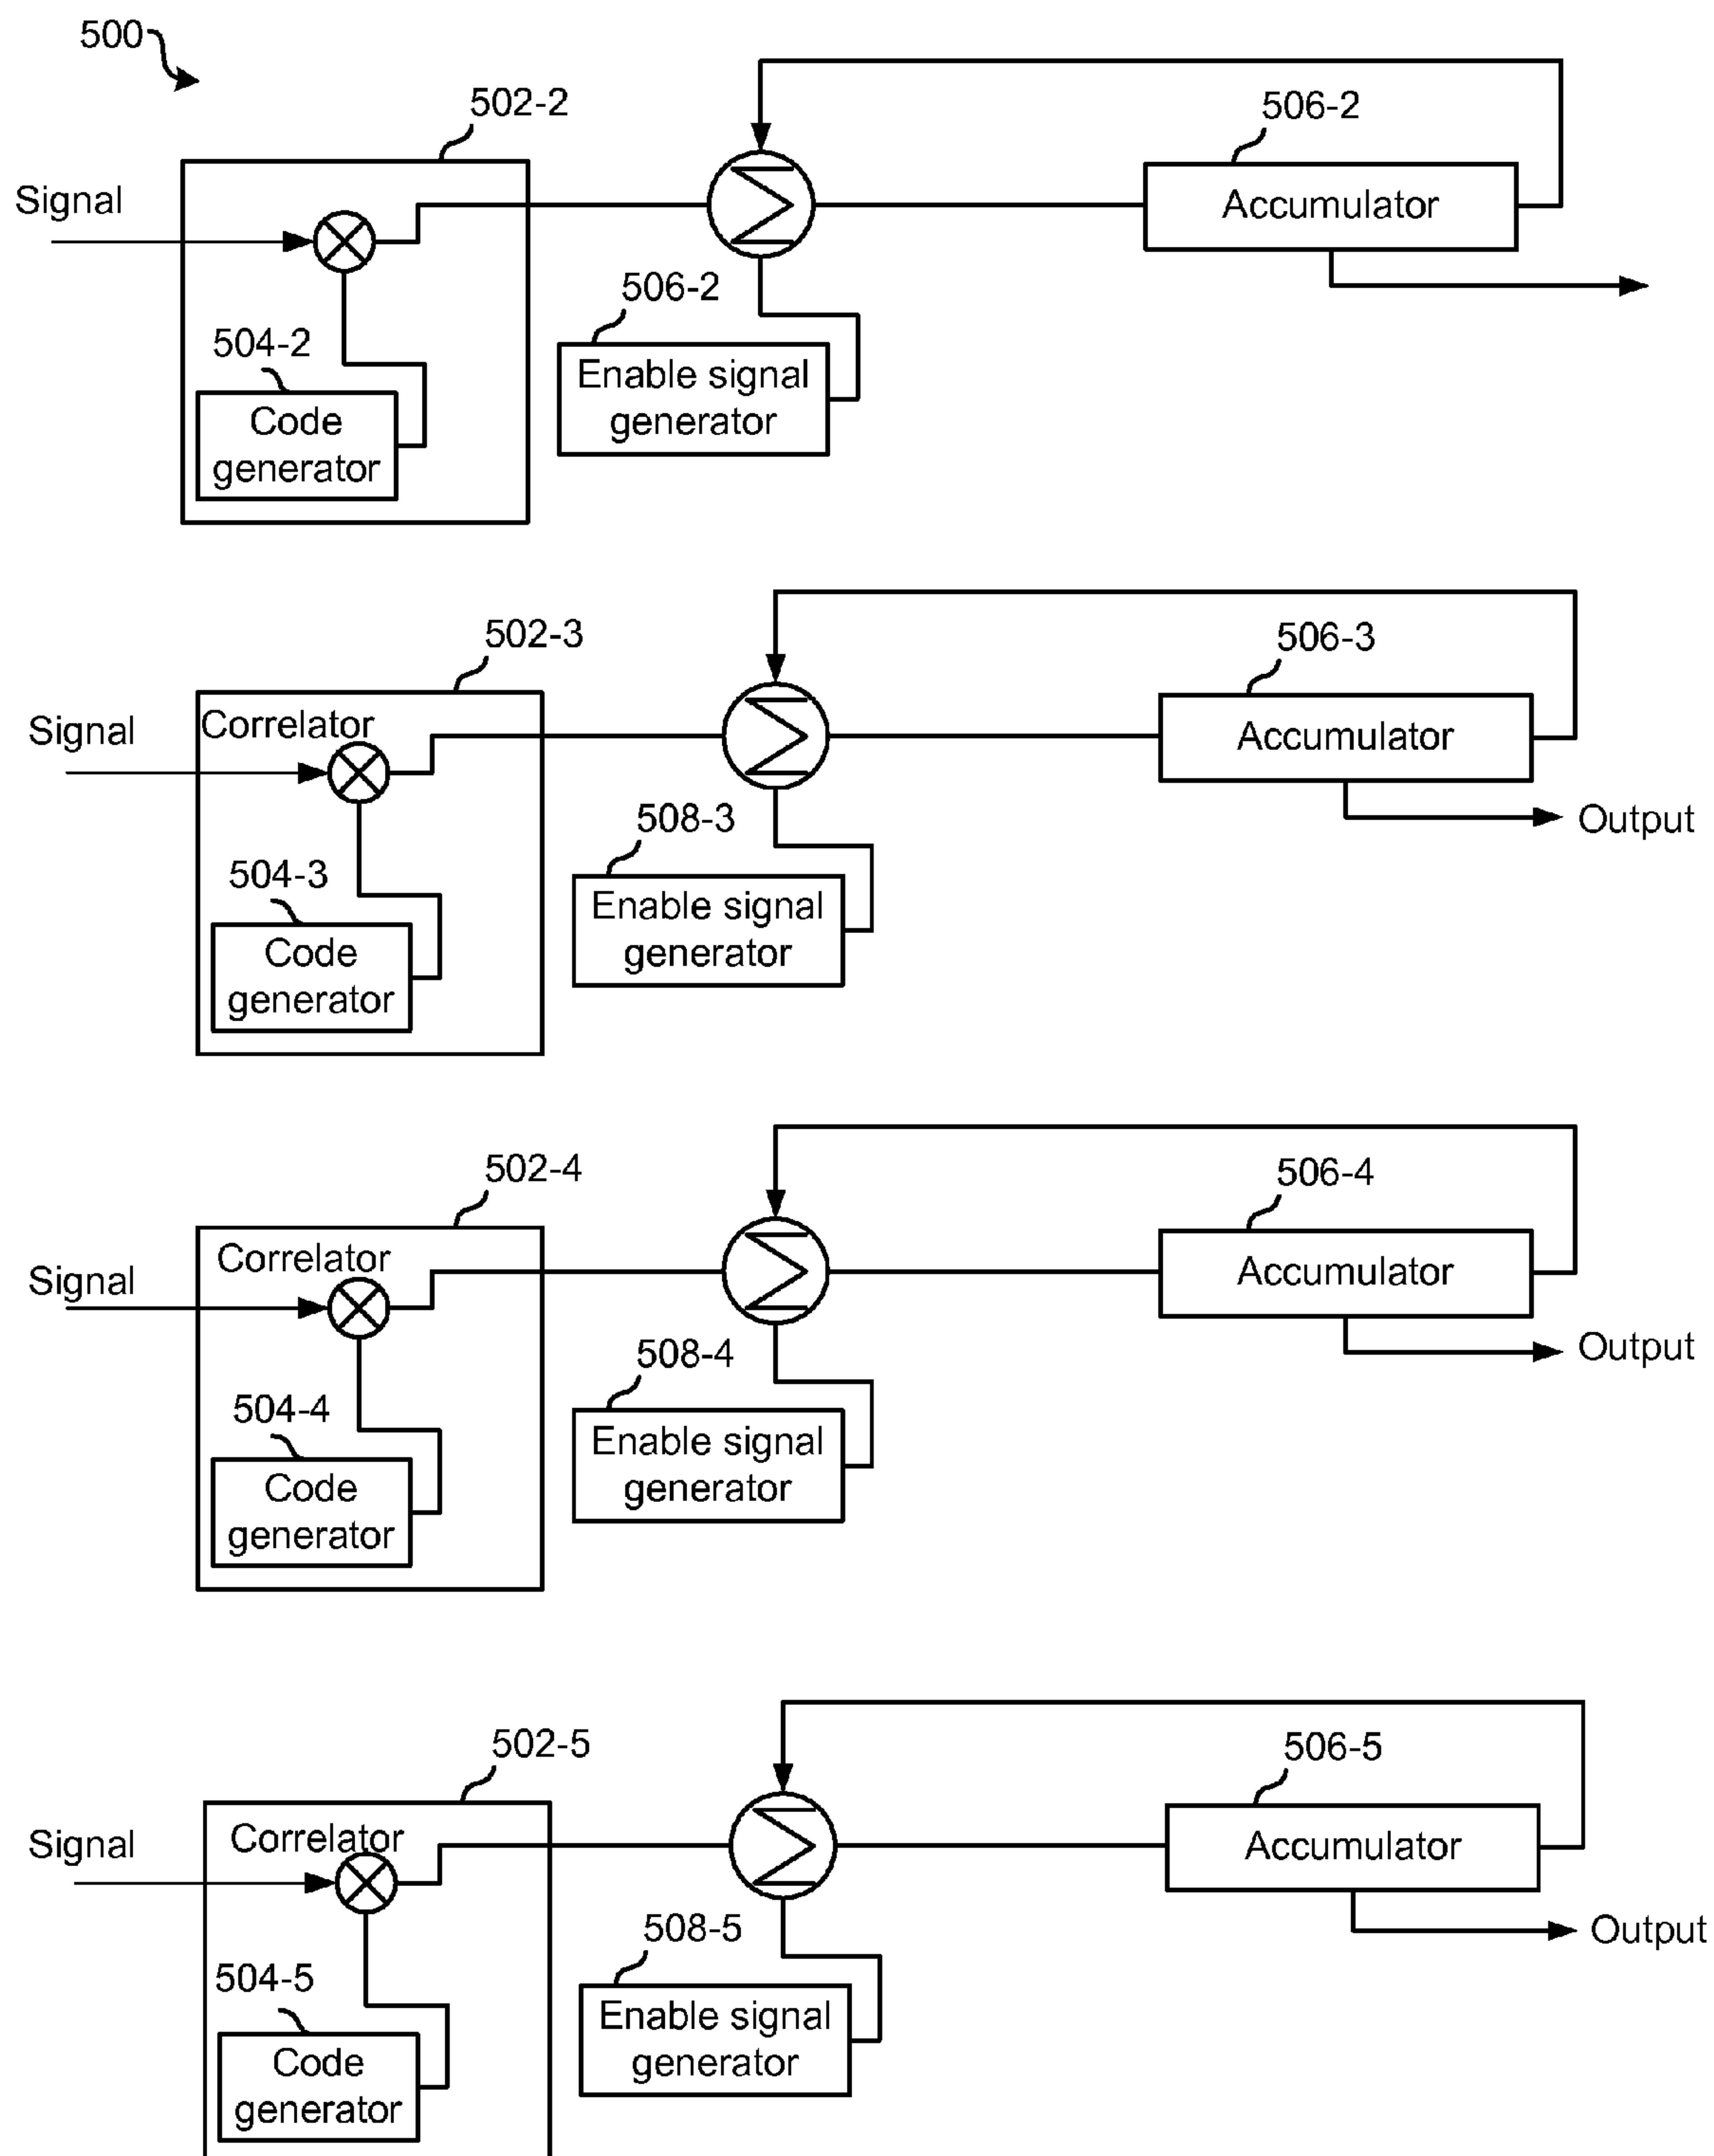 500
502-2
506-2
Signal
Accumulator
506-2
504-2
Enable signal
generator
Code
generator
502-3
506-3
Signal
Correlator
Accumulator
508-3
Output
504-3
Enable signal
generator
Code
generator
502-4
506-4
Signal
Correlator
Accumulator
508-4
Output
504-4
Enable signal
generator
Code
generator
502-5
506-5
Signal
Correlator
Accumulator
508-5
Output
504-5
Enable signal
generator
Code
generator